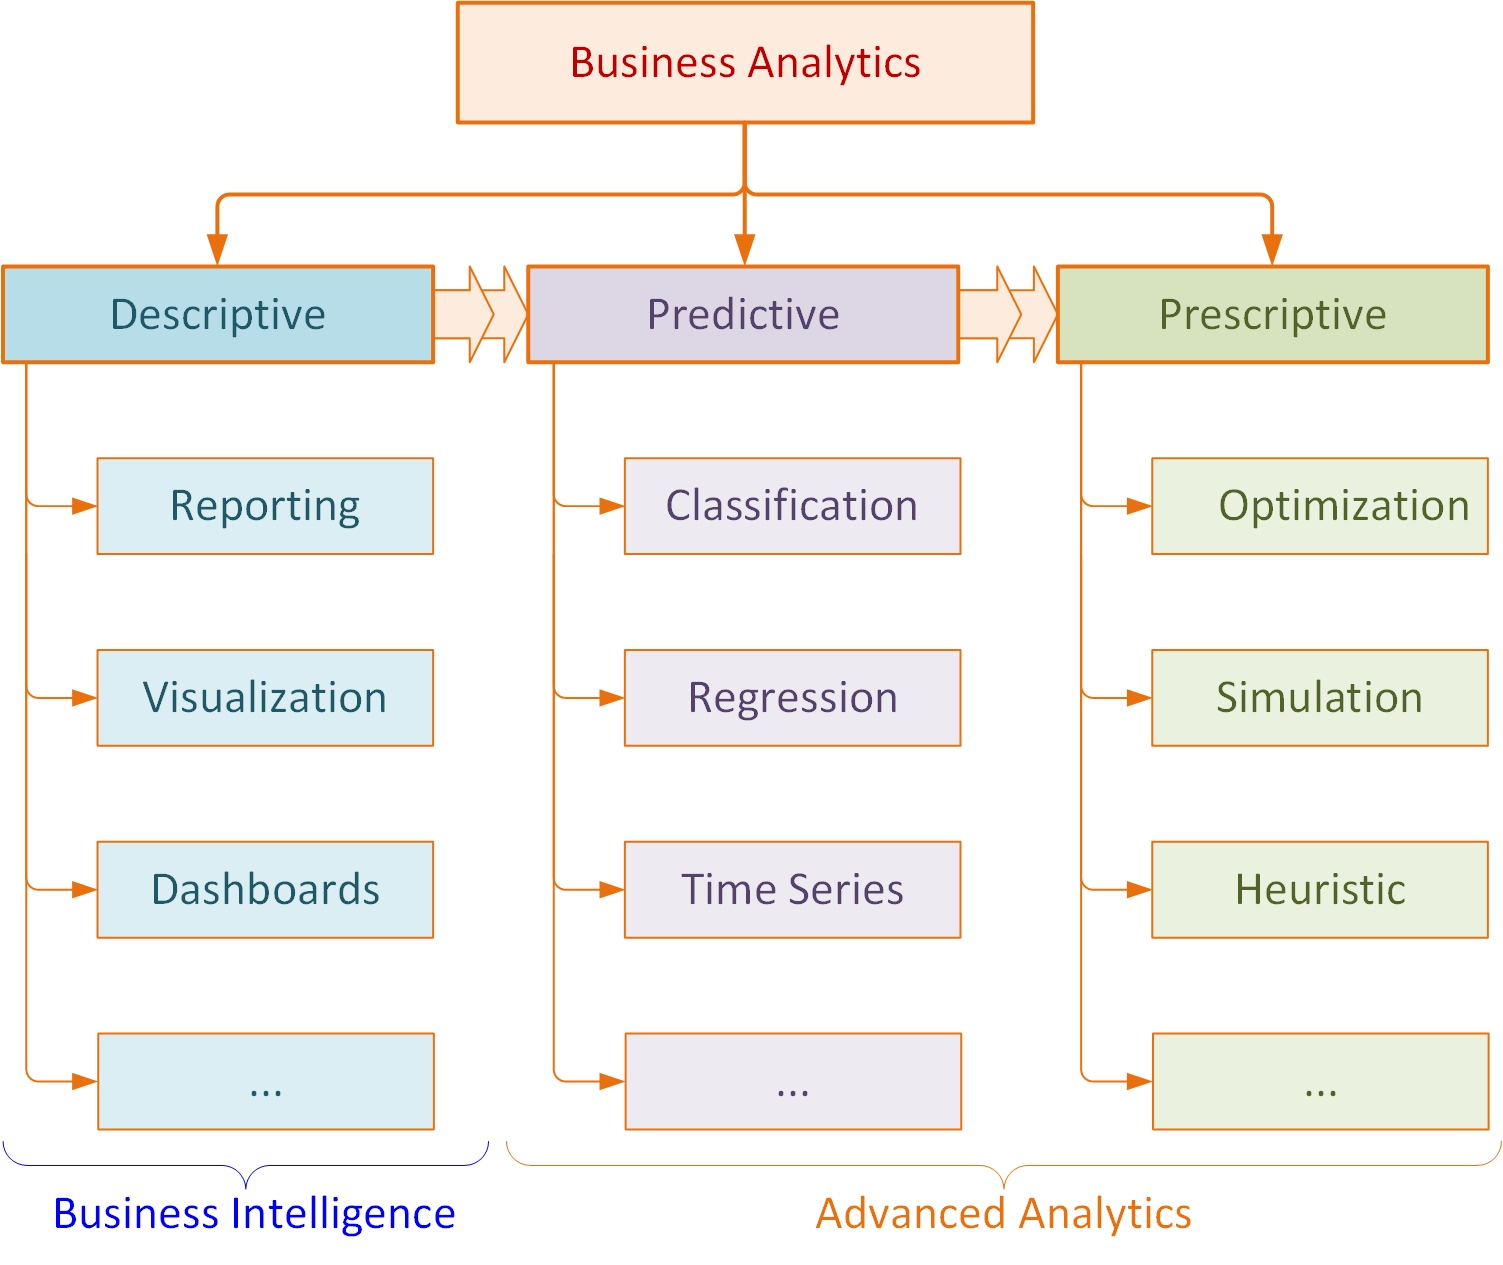 Business Analytics
Descriptive
Predictive
Prescriptive
Reporting
Classification
Optimization
Visualization
Regression
Simulation
Dashboards
Time Series
Heuristic
...
...
...
Business Intelligence
Advanced Analytics